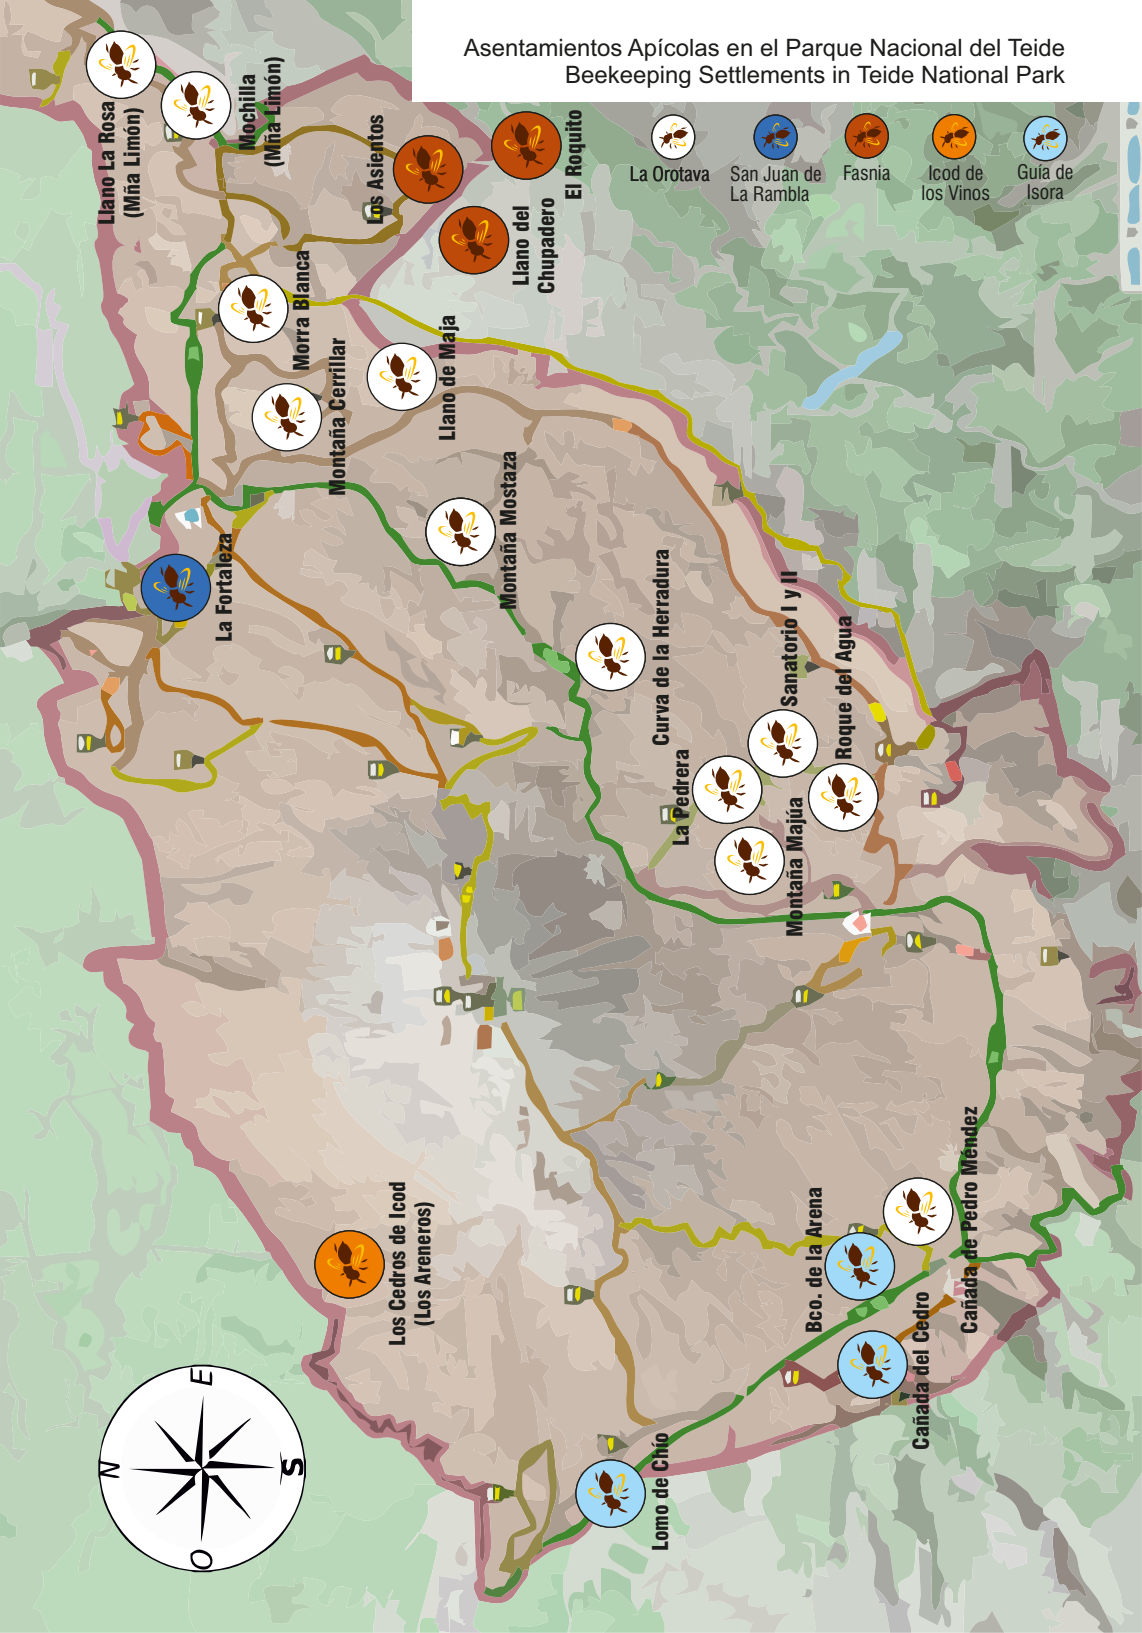 Asentamientos Apícolas en el Parque Nacional del Teide
Beekeeping Settlements in Teide National Park
La Orotava
San Juan de
La Rambla
Fasnia
Icod de
los Vinos
Guía de
Isora
Llano La Rosa
(Mña Limón)
Mochilla
(Mña Limón)
Los Asientos
El Roquito
Llano del
Chupadero
Morra Blanca
Montaña Cerrillar
Llano de Maja
Montaña Mostaza
La Fortaleza
Curva de la Herradura
Sanatorio I y II
Roque del Agua
La Pedrera
Montaña Majúa
Cañada de Pedro Méndez
Bco. de la Arena
Cañada del Cedro
Los Cedros de Icod
(Los Areneros)
Lomo de Chío
N
E
S
O